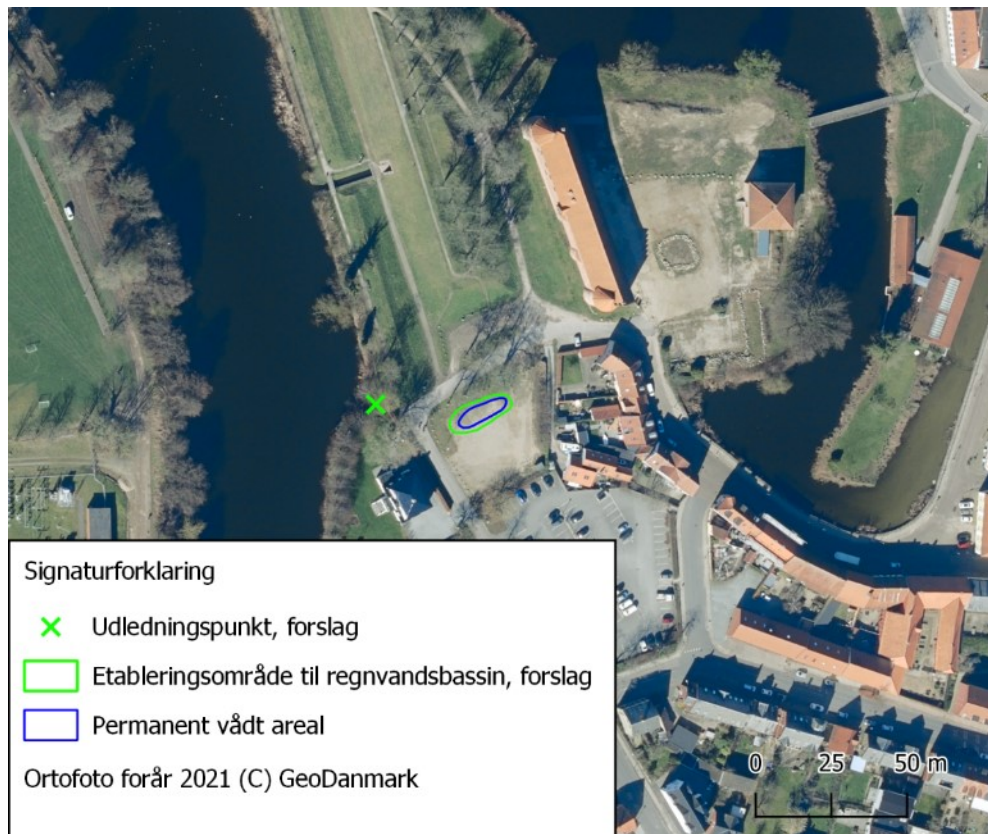 Signaturforklaring
Udledningspunkt, forslag
Etableringsområde til regnvandsbassin, forslag
Permanent vådt areal
Ortofoto forår 2021 (C) GeoDanmark
0 25 50 m